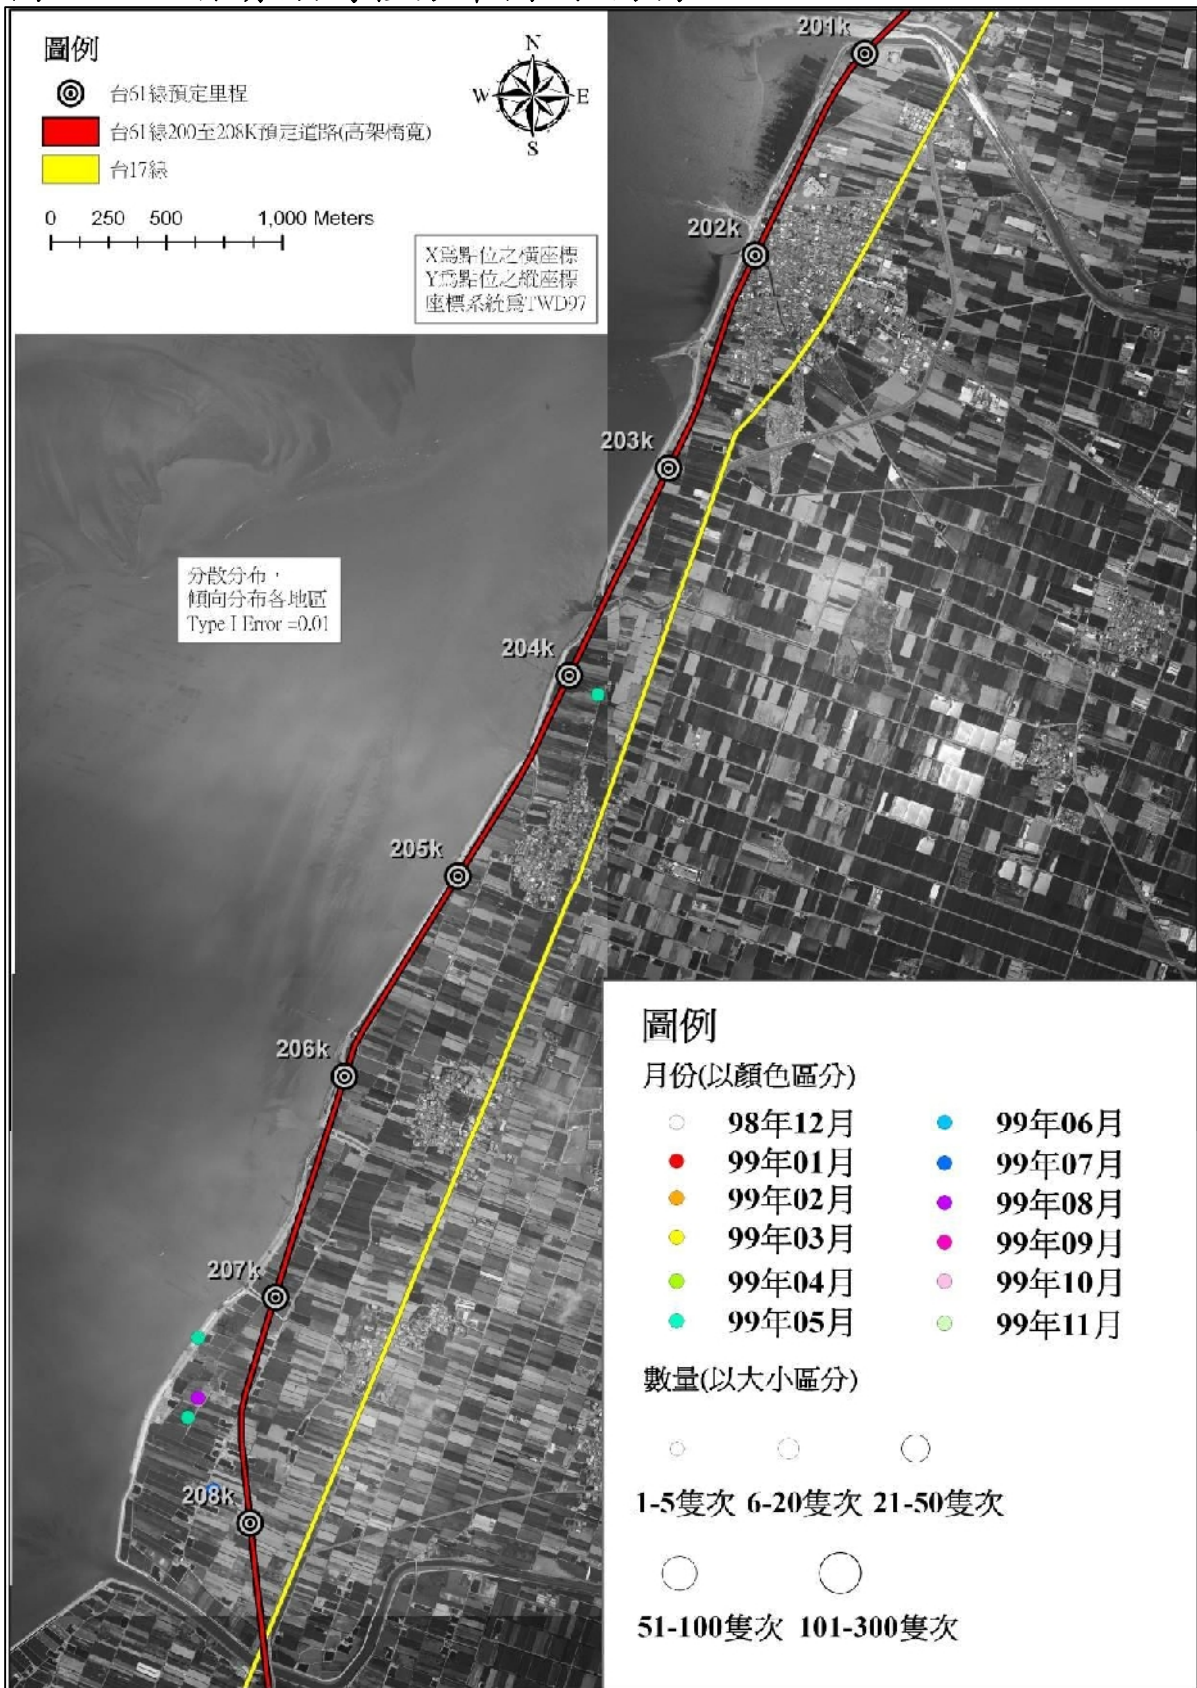 圖例
台61線預定里程
台61線200至208K預定道路(高架橋寬)
台17線
N
W E
S
0 250 500 1,000 Meters
X為點位之橫座標
Y為點位之縱座標
座標系統為TWD97
201k
202k
203k
分散分布，
傾向分布各地區
Type I Error =0.01
204k
205k
206k
207k
208k
圖例
月份(以顏色區分)
98年12月 99年06月
99年01月 99年07月
99年02月 99年08月
99年03月 99年09月
99年04月 99年10月
99年05月 99年11月
數量(以大小區分)
1-5隻次 6-20隻次 21-50隻次
51-100隻次 101-300隻次